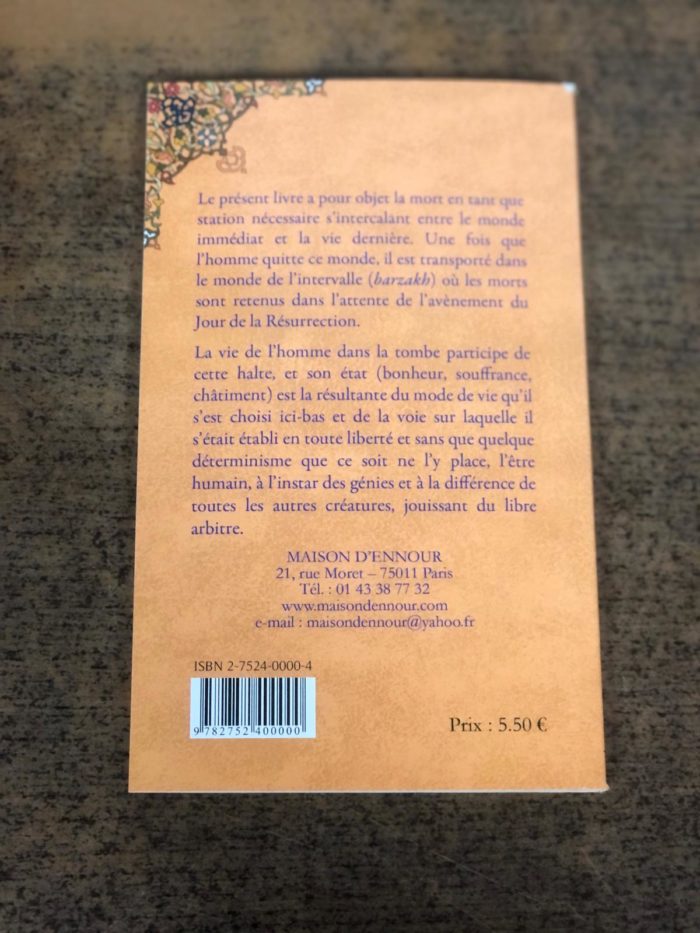 Le présent livre a pour objet la mort en tant que
station nécessaire s'intercalant entre le monde
immédiat et la vie dernière. Une fois que
l'homme quitte ce monde, il est transporté dans
le monde de l'intervalle (barzakh) où les morts
sont retenus dans l'attente de l'avènement du
Jour de la Résurrection.
La vie de l'homme dans la tombe participe de
cette halte, et son état (bonheur, souffrance,
châtiment) est la résultante du mode de vie qu'il
s'est choisi ici-bas et de la voie sur laquelle il
s'était établi en toute liberté et sans que quelque
déterminisme que ce soit ne l'y place, l'être
humain, à l'instar des génies et à la différence de
toutes les autres créatures, jouissant du libre
arbitre.
MAISON D'ENNOUR
21, rue Moret – 75011 Paris
Tél. : 01 43 38 77 32
www.maisondennour.com
e-mail : maisondennour@yahoo.fr
ISBN 2-7524-0000-4
9 782752 400000
Prix : 5.50 €